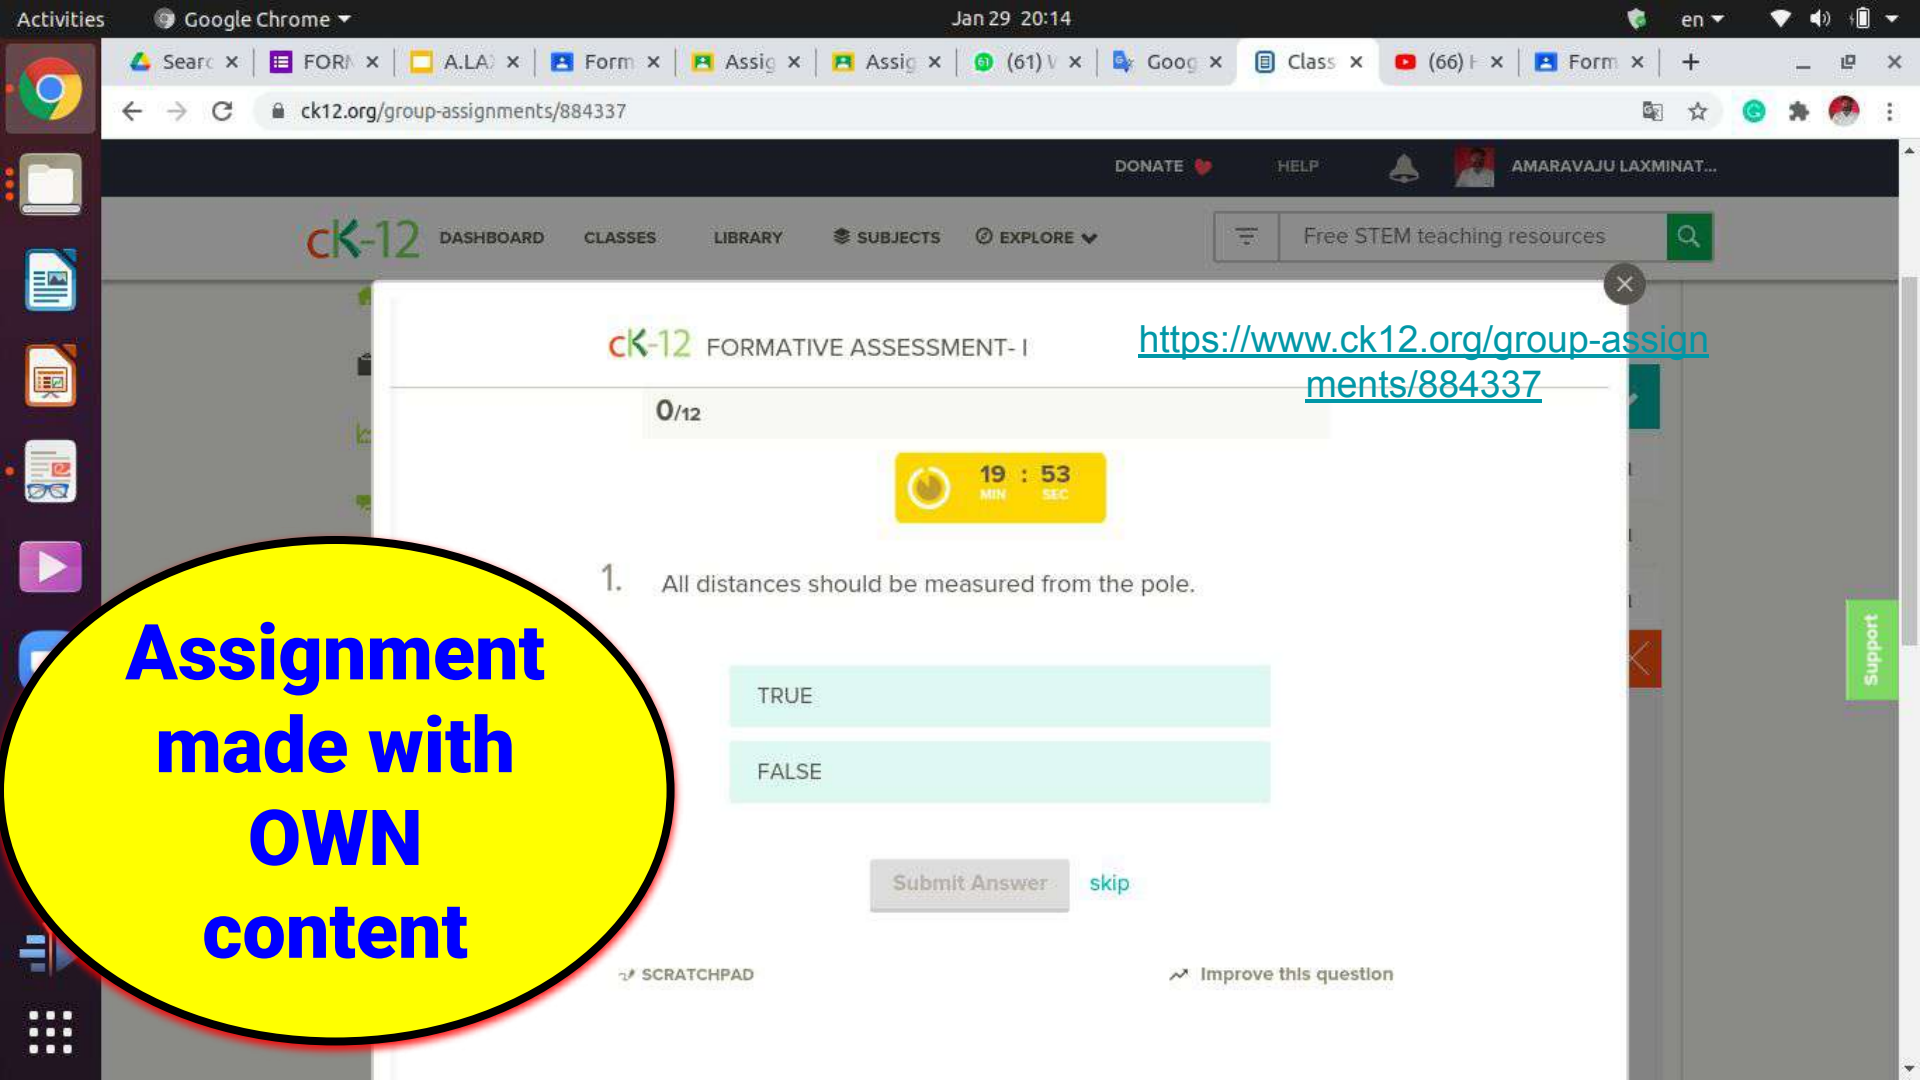 Activities Google Chrome Jan 29 20:14 en
Searc FORM A.LA Form Assig Assig (61) Goog Class (66) Form
ck12.org/group-assignments/884337
DONATE HELP AMARAVAJU LAXMINAT...
cK-12 DASHBOARD CLASSES LIBRARY SUBJECTS EXPLORE Free STEM teaching resources
cK-12 FORMATIVE ASSESSMENT- I
https://www.ck12.org/group-assign
ments/884337
0/12
19 : 53
MIN SEC
1. All distances should be measured from the pole.
TRUE
FALSE
Submit Answer skip
SCRATCHPAD Improve this question
Support
Assignment
made with
OWN
content